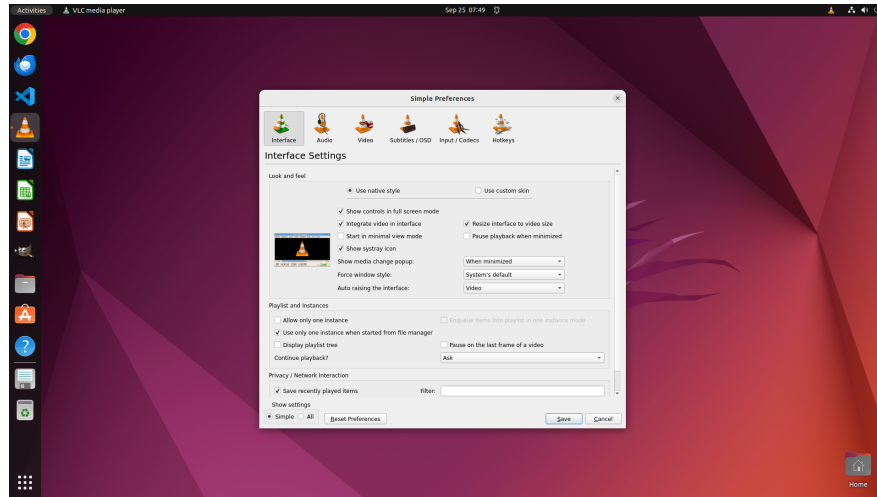 Activities VLC media player Sep 25 07:49
Simple Preferences
Interface Audio Video Subtitles / OSD Input / Codecs Hotkeys
Interface Settings
Look and feel
Use native style Use custom skin
Show controls in full screen mode
Integrate video in interface Resize interface to video size
Start in minimal view mode Pause playback when minimized
Show systray icon
Show media change popup: When minimized
Force window style: System's default
Auto raising the interface: Video
Playlist and Instances
Allow only one instance Enqueue items into playlist in one instance mode
Use only one instance when started from file manager
Display playlist tree Pause on the last frame of a video
Continue playback? Ask
Privacy / Network Interaction
Save recently played items Filter:
Show settings
Simple All Reset Preferences Save Cancel
Home